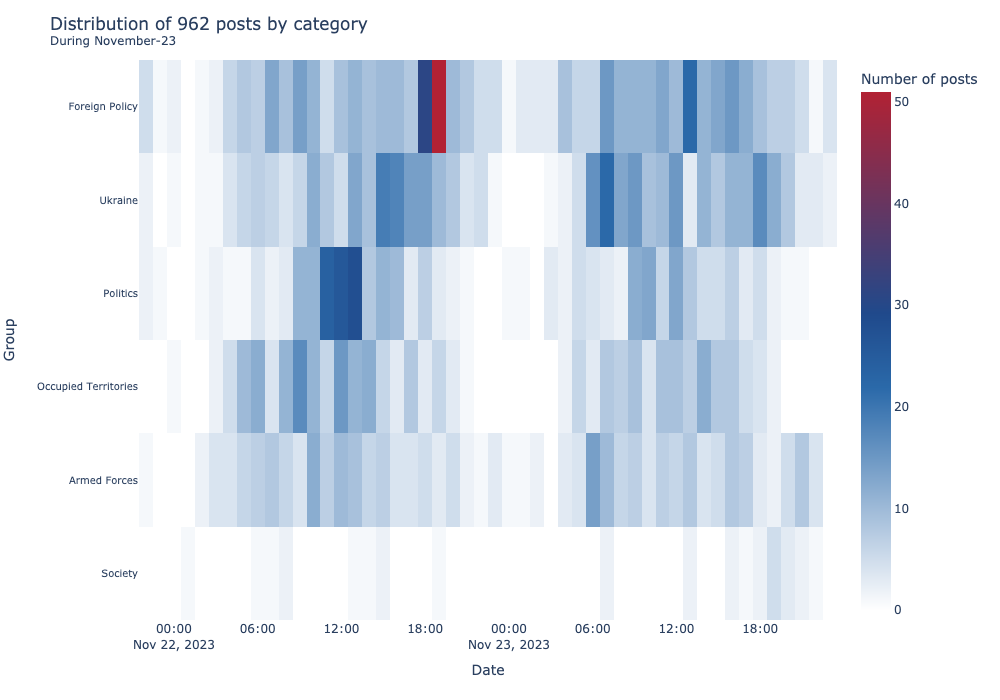 Distribution of 962 posts by category
During November-23
Number of posts
Foreign Policy
Ukraine
Politics
Occupied Territories
Armed Forces
Society
Group
50
40
30
20
10
0
00:00 06:00 12:00 18:00 00:00 06:00 12:00 18:00
Nov 22, 2023 Nov 23, 2023
Date